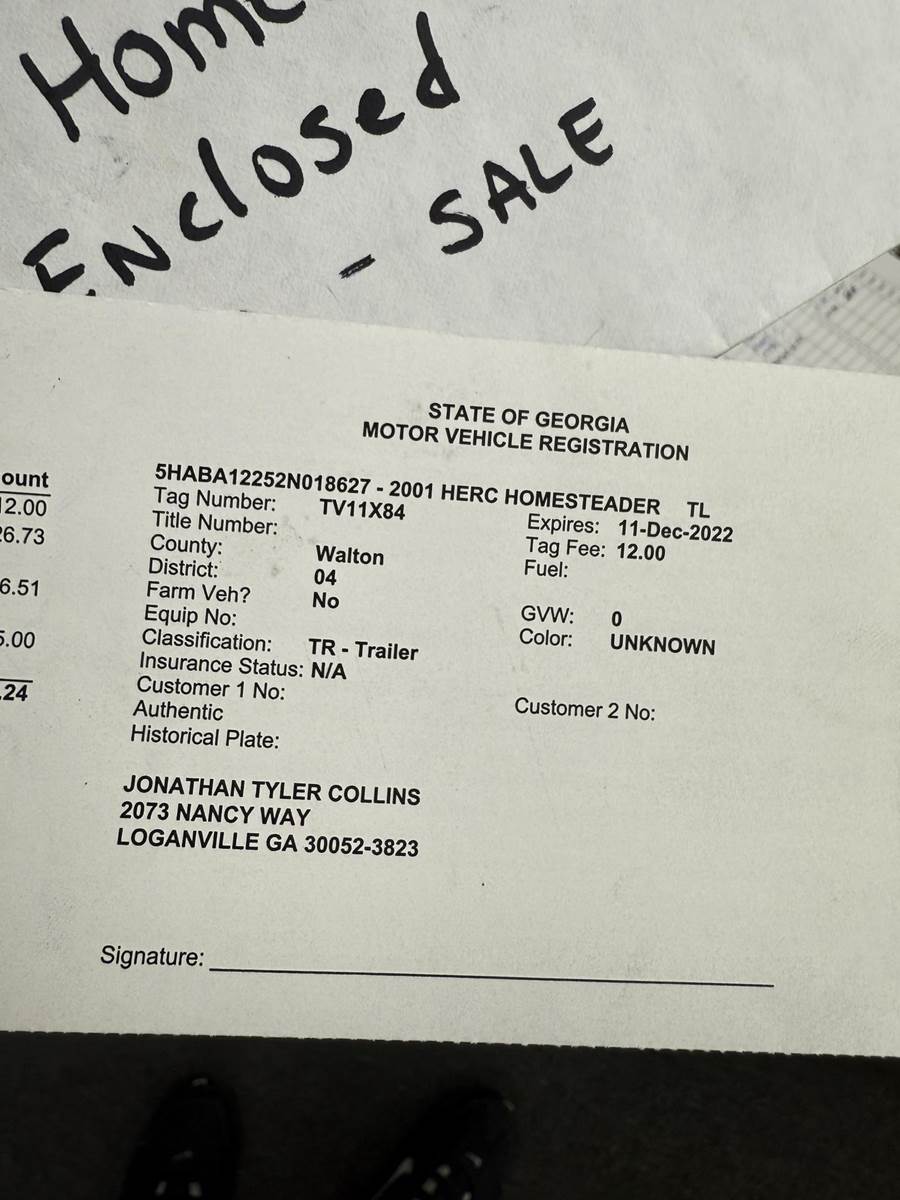 Home
Enclosed
- SALE
STATE OF GEORGIA
MOTOR VEHICLE REGISTRATION
ount
12.00
26.73
6.51
5.00
.24
5HABA12252N018627 - 2001 HERC HOMESTEADER TL
Tag Number: TV11X84 Expires: 11-Dec-2022
Title Number: Tag Fee: 12.00
County: Walton Fuel:
District: 04
Farm Veh? No GVW: 0
Equip No: Color: UNKNOWN
Classification: TR - Trailer
Insurance Status: N/A
Customer 1 No: Customer 2 No:
Authentic
Historical Plate:
JONATHAN TYLER COLLINS
2073 NANCY WAY
LOGANVILLE GA 30052-3823
Signature: